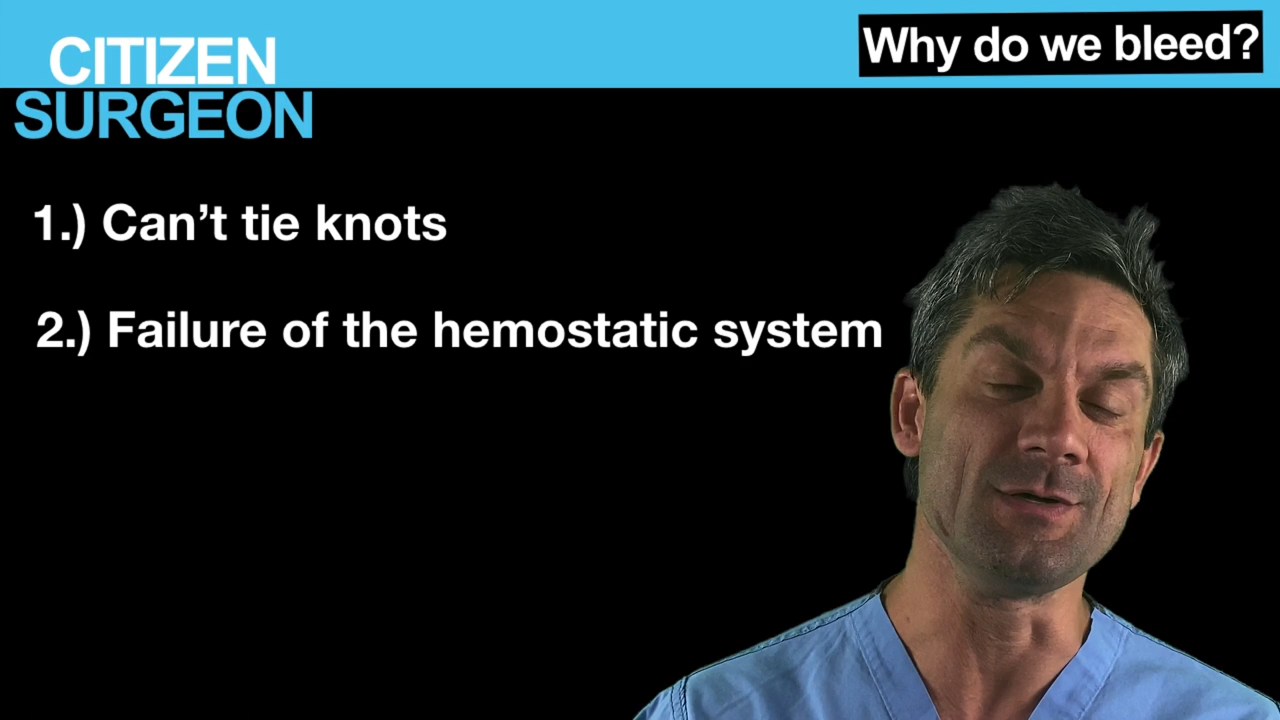 CITIZEN
SURGEON
Why do we bleed?
1.) Can’t tie knots
2.) Failure of the hemostatic system